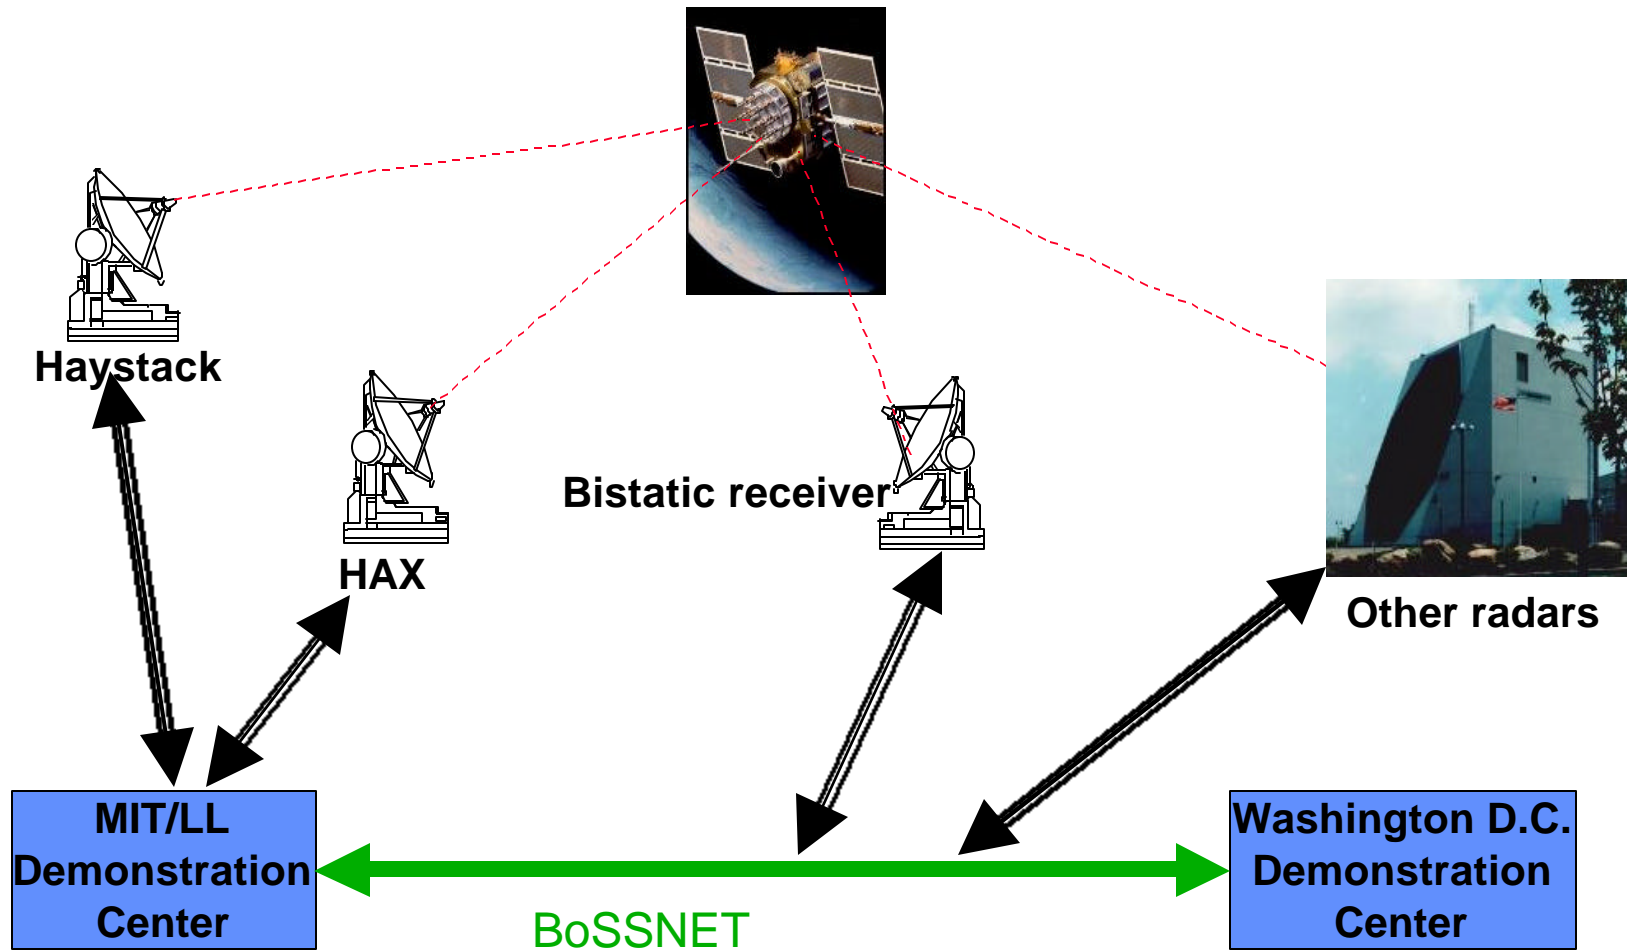 Haystack
HAX
Bistatic receiver
Other radars
MIT/LL
Demonstration
Center
Washington D.C.
Demonstration
Center
BoSSNET